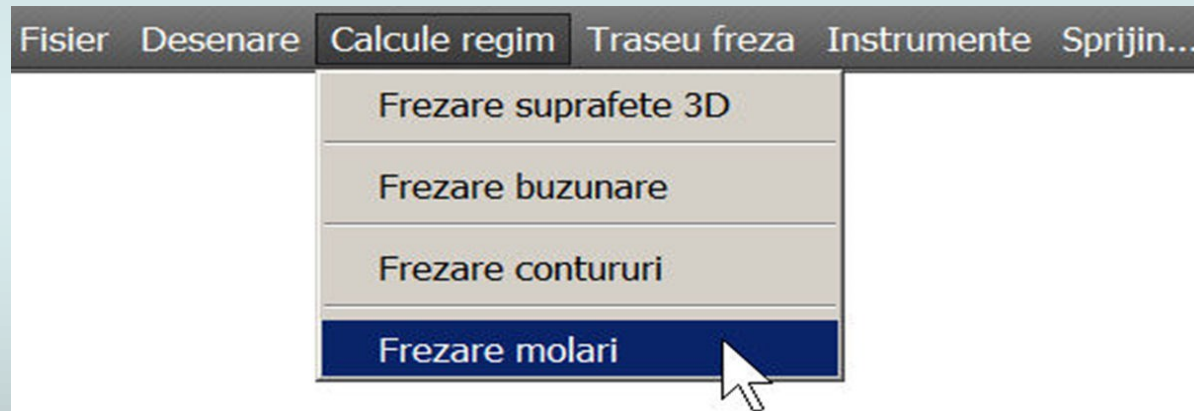 Fisier Desenare Calcule regim Traseu freza Instrumente Sprijin...
Frezare suprafete 3D
Frezare buzunare
Frezare contururi
Frezare molari